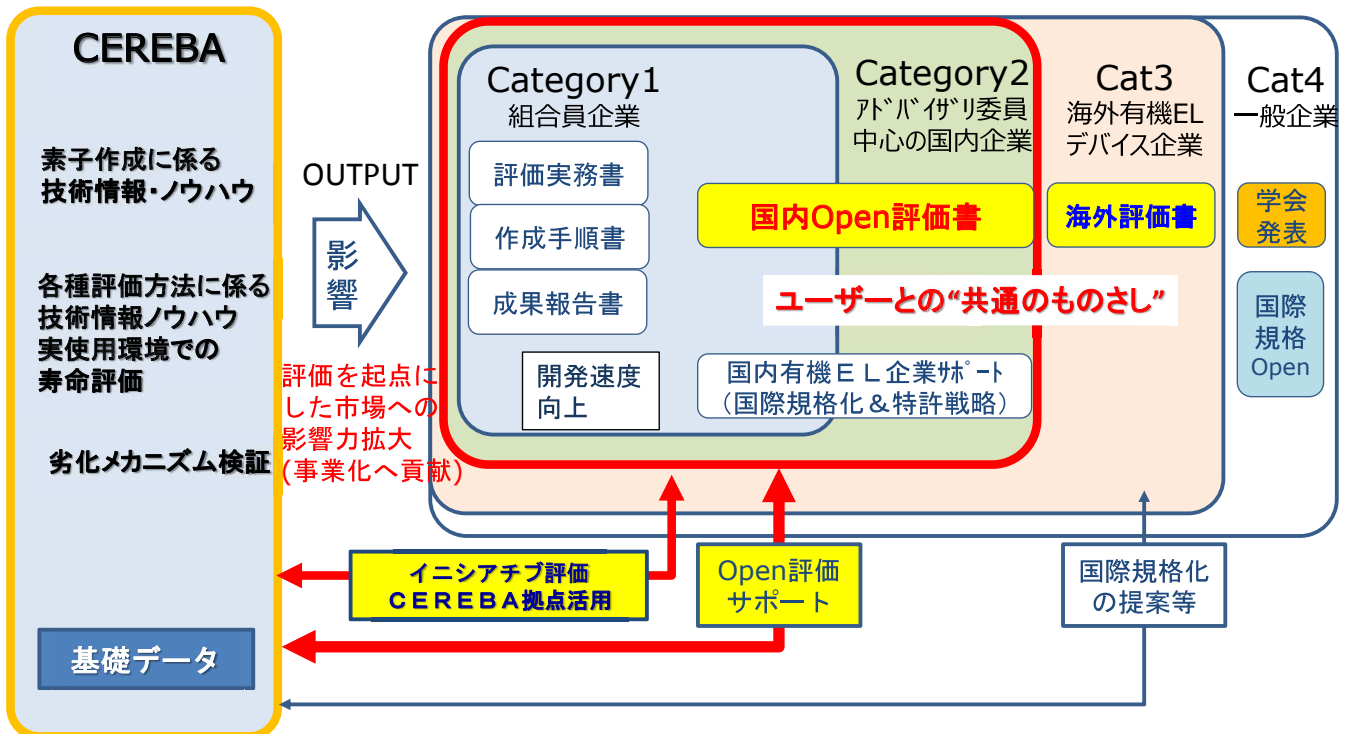 CEREBA
素子作成に係る
技術情報・ノウハウ
各種評価方法に係る
技術情報ノウハウ
実使用環境での
寿命評価
劣化メカニズム検証
基礎データ
OUTPUT
影
響
評価を起点に
した市場への
影響力拡大
(事業化へ貢献)
Category1
組合員企業
評価実務書
作成手順書
成果報告書
開発速度
向上
Category2
ｱﾄﾞﾊﾞｲｻﾞﾘ委員
中心の国内企業
国内Open評価書
ユーザーとの“共通のものさし”
国内有機ＥＬ企業ｻﾎﾟｰﾄ
（国際規格化＆特許戦略）
Cat3
海外有機EL
デバイス企業
海外評価書
Cat4
一般企業
学会
発表
国際
規格
Open
イニシアチブ評価
ＣＥＲＥＢＡ拠点活用
Open評価
サポート
国際規格化
の提案等